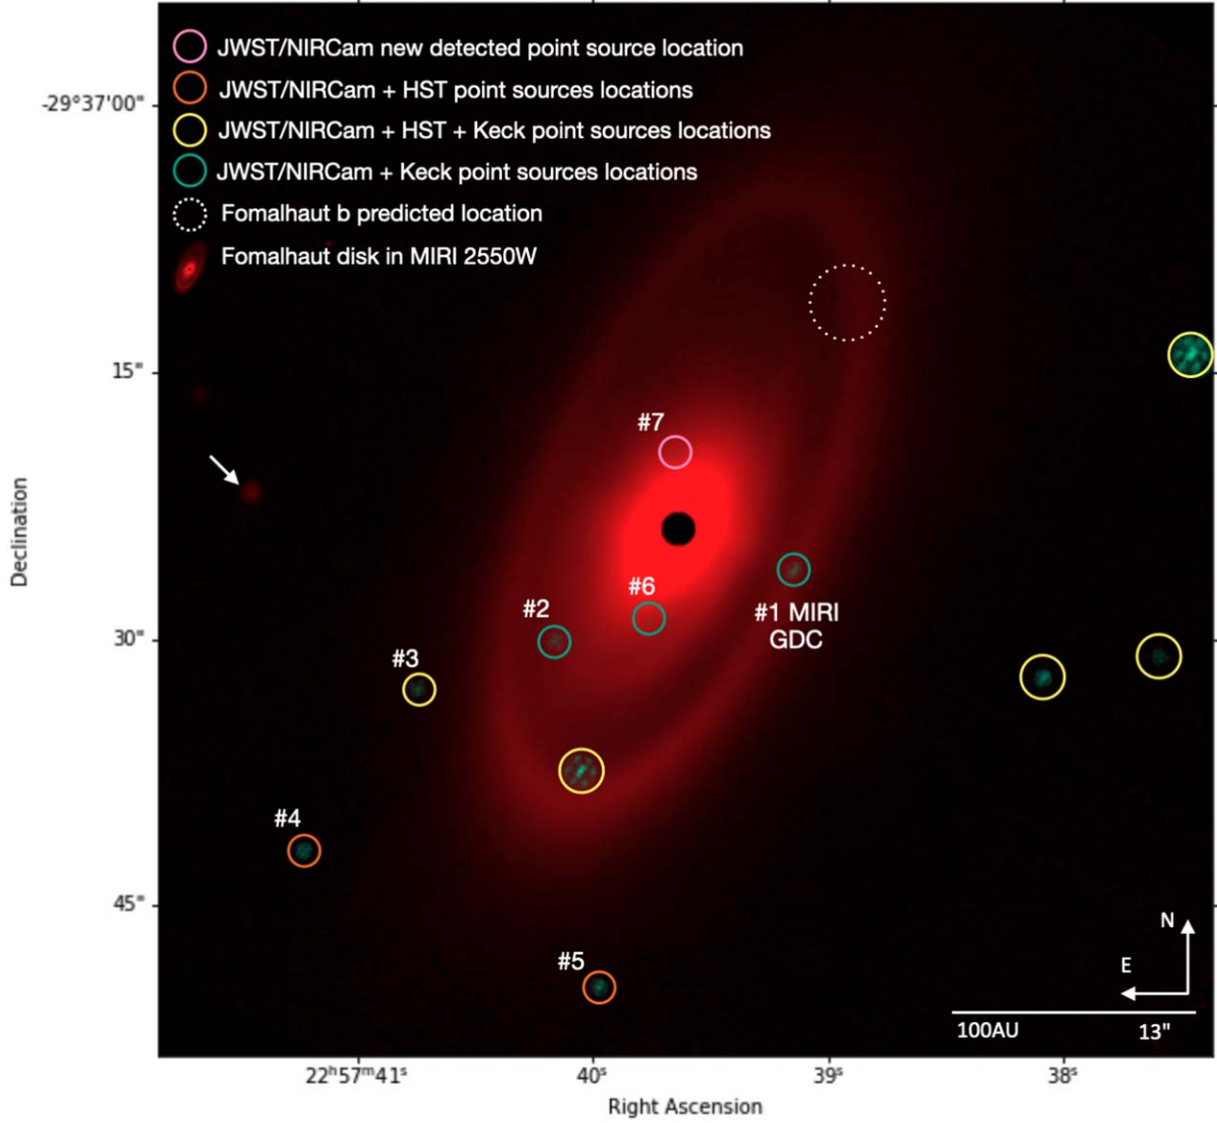 JWST/NIRCam new detected point source location
JWST/NIRCam + HST point sources locations
JWST/NIRCam + HST + Keck point sources locations
JWST/NIRCam + Keck point sources locations
Fomalhaut b predicted location
Fomalhaut disk in MIRI 2550W
-29°37'00"
15"
30"
45"
Declination
#7
#6
#2
#1 MIRI
GDC
#3
#4
#5
N
E
100AU 13"
22ʰ57ᵐ41ˢ 40ˢ 39ˢ 38ˢ
Right Ascension